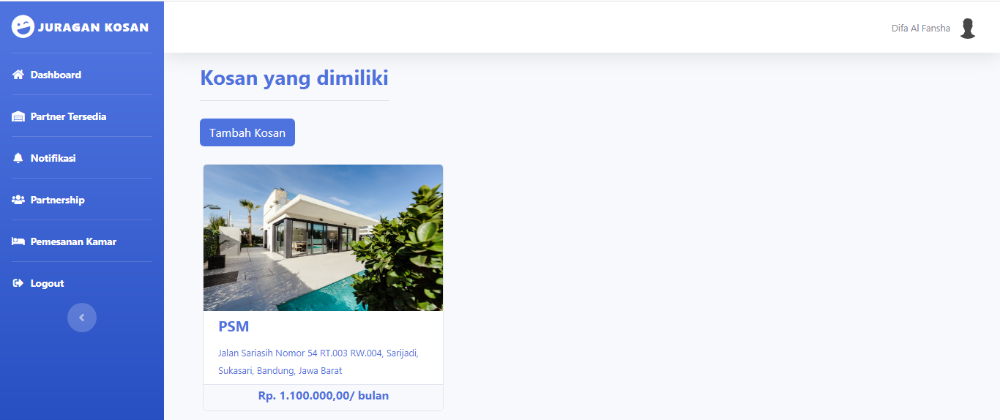 JURAGAN KOSAN
Difa Al Fansha
Dashboard
Partner Tersedia
Notifikasi
Partnership
Pemesanan Kamar
Logout
Kosan yang dimiliki
Tambah Kosan
PSM
Jalan Sariasih Nomor 54 RT.003 RW.004, Sarijadi,
Sukasari, Bandung, Jawa Barat
Rp. 1.100.000,00/ bulan